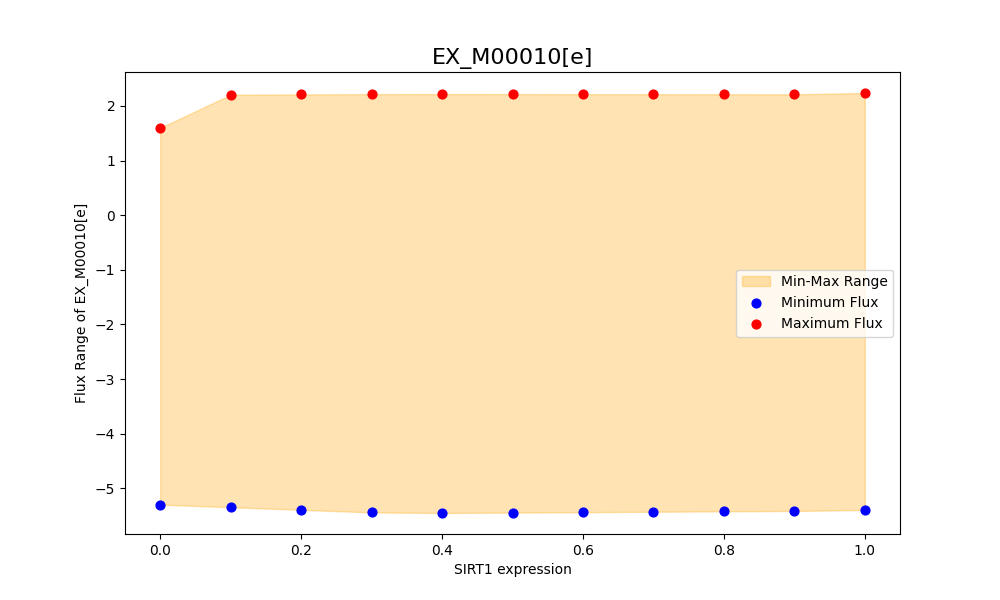 EX_M00010[e]
Flux Range of EX_M00010[e]
2
1
0
−1
−2
−3
−4
−5
Min-Max Range
Minimum Flux
Maximum Flux
0.0 0.2 0.4 0.6 0.8 1.0
SIRT1 expression